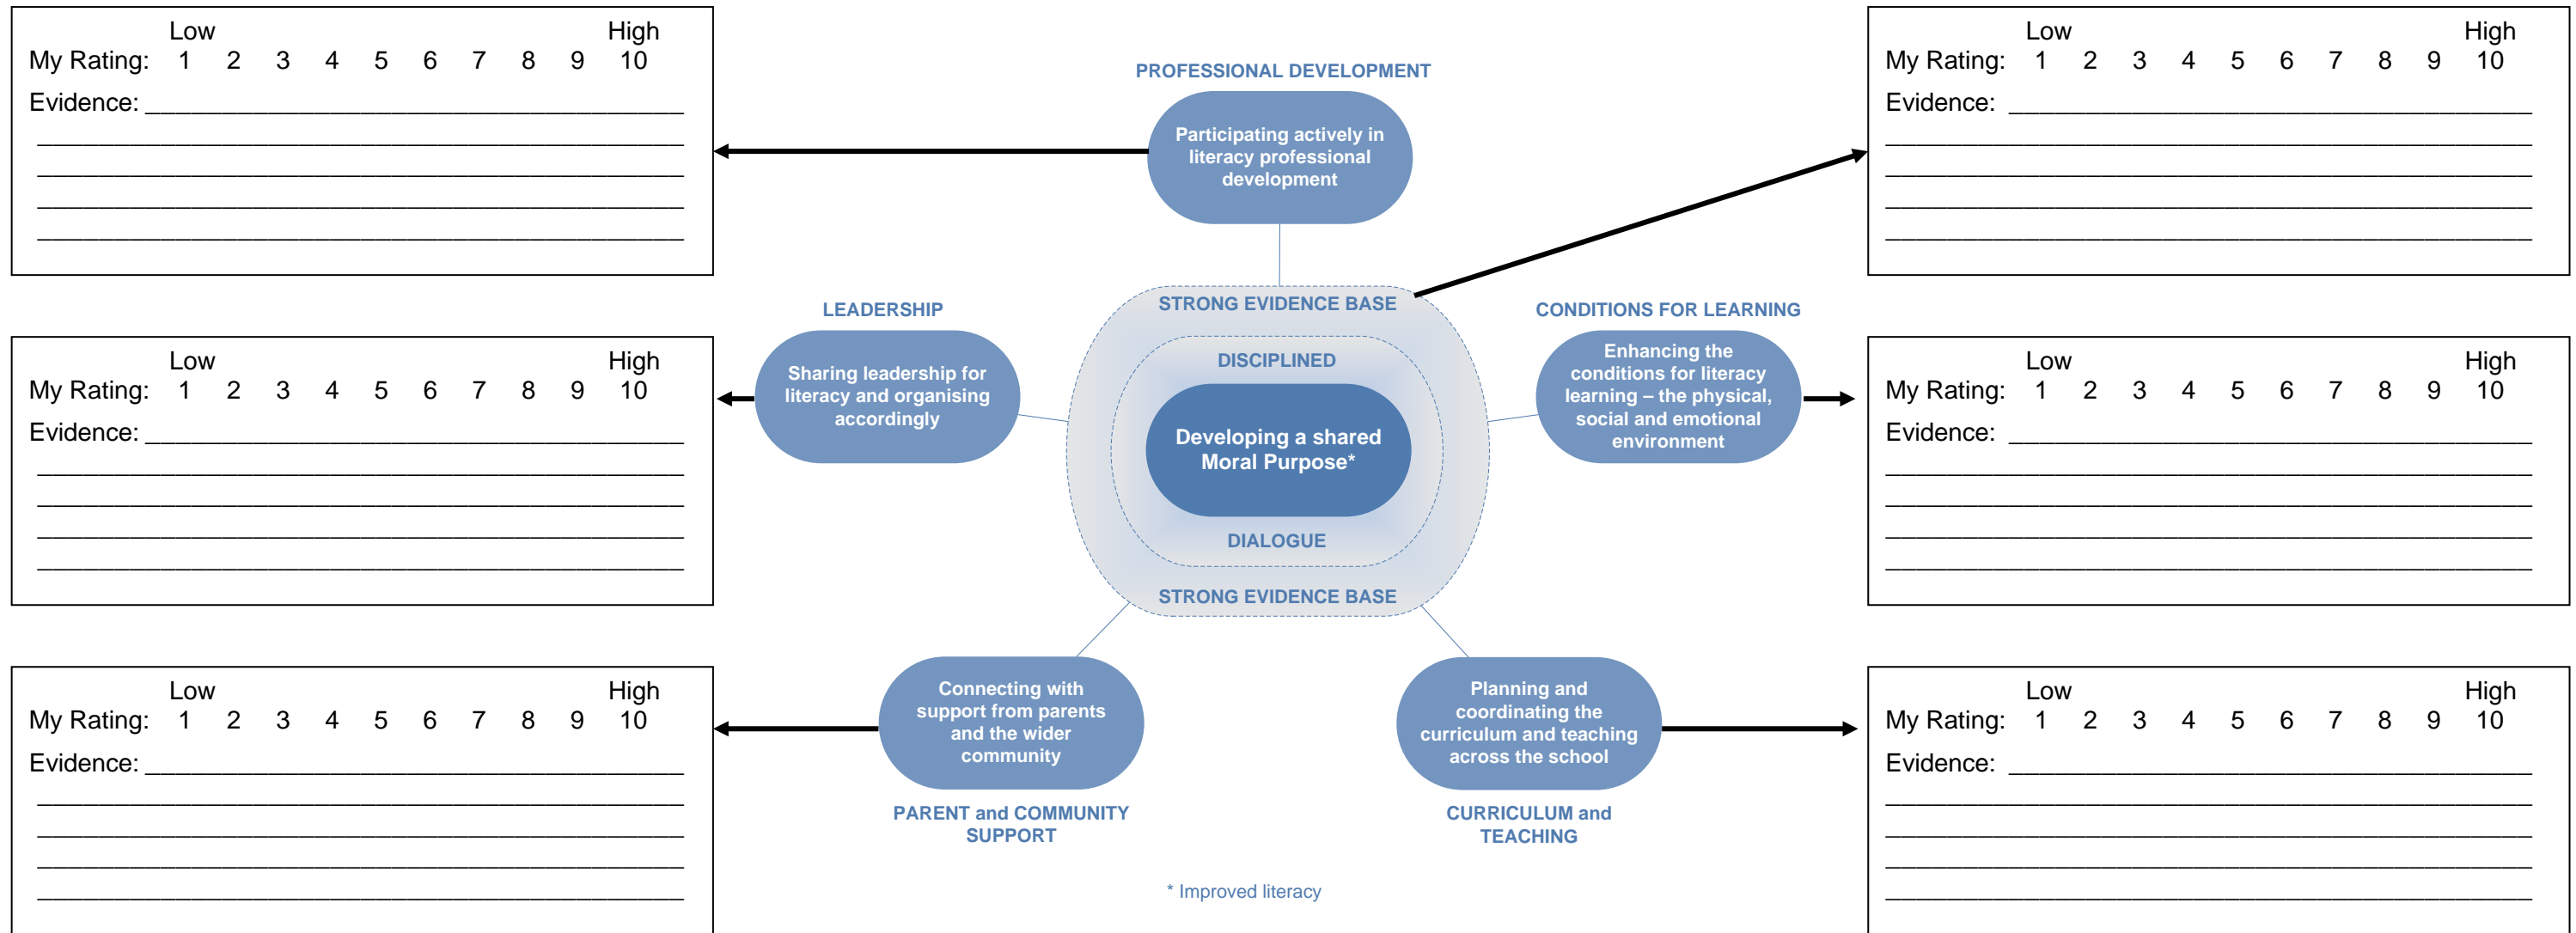 Low High
My Rating: 1 2 3 4 5 6 7 8 9 10
Evidence: 
Low High
My Rating: 1 2 3 4 5 6 7 8 9 10
Evidence: 
Low High
My Rating: 1 2 3 4 5 6 7 8 9 10
Evidence: 
PROFESSIONAL DEVELOPMENT
Participating actively in
literacy professional
development
LEADERSHIP
Sharing leadership for
literacy and organising
accordingly
STRONG EVIDENCE BASE
DISCIPLINED
Developing a shared
Moral Purpose*
DIALOGUE
STRONG EVIDENCE BASE
CONDITIONS FOR LEARNING
Enhancing the
conditions for literacy
learning – the physical,
social and emotional
environment
Connecting with
support from parents
and the wider
community
PARENT and COMMUNITY
SUPPORT
Planning and
coordinating the
curriculum and teaching
across the school
CURRICULUM and
TEACHING
* Improved literacy
Low High
My Rating: 1 2 3 4 5 6 7 8 9 10
Evidence: 
Low High
My Rating: 1 2 3 4 5 6 7 8 9 10
Evidence: 
Low High
My Rating: 1 2 3 4 5 6 7 8 9 10
Evidence: